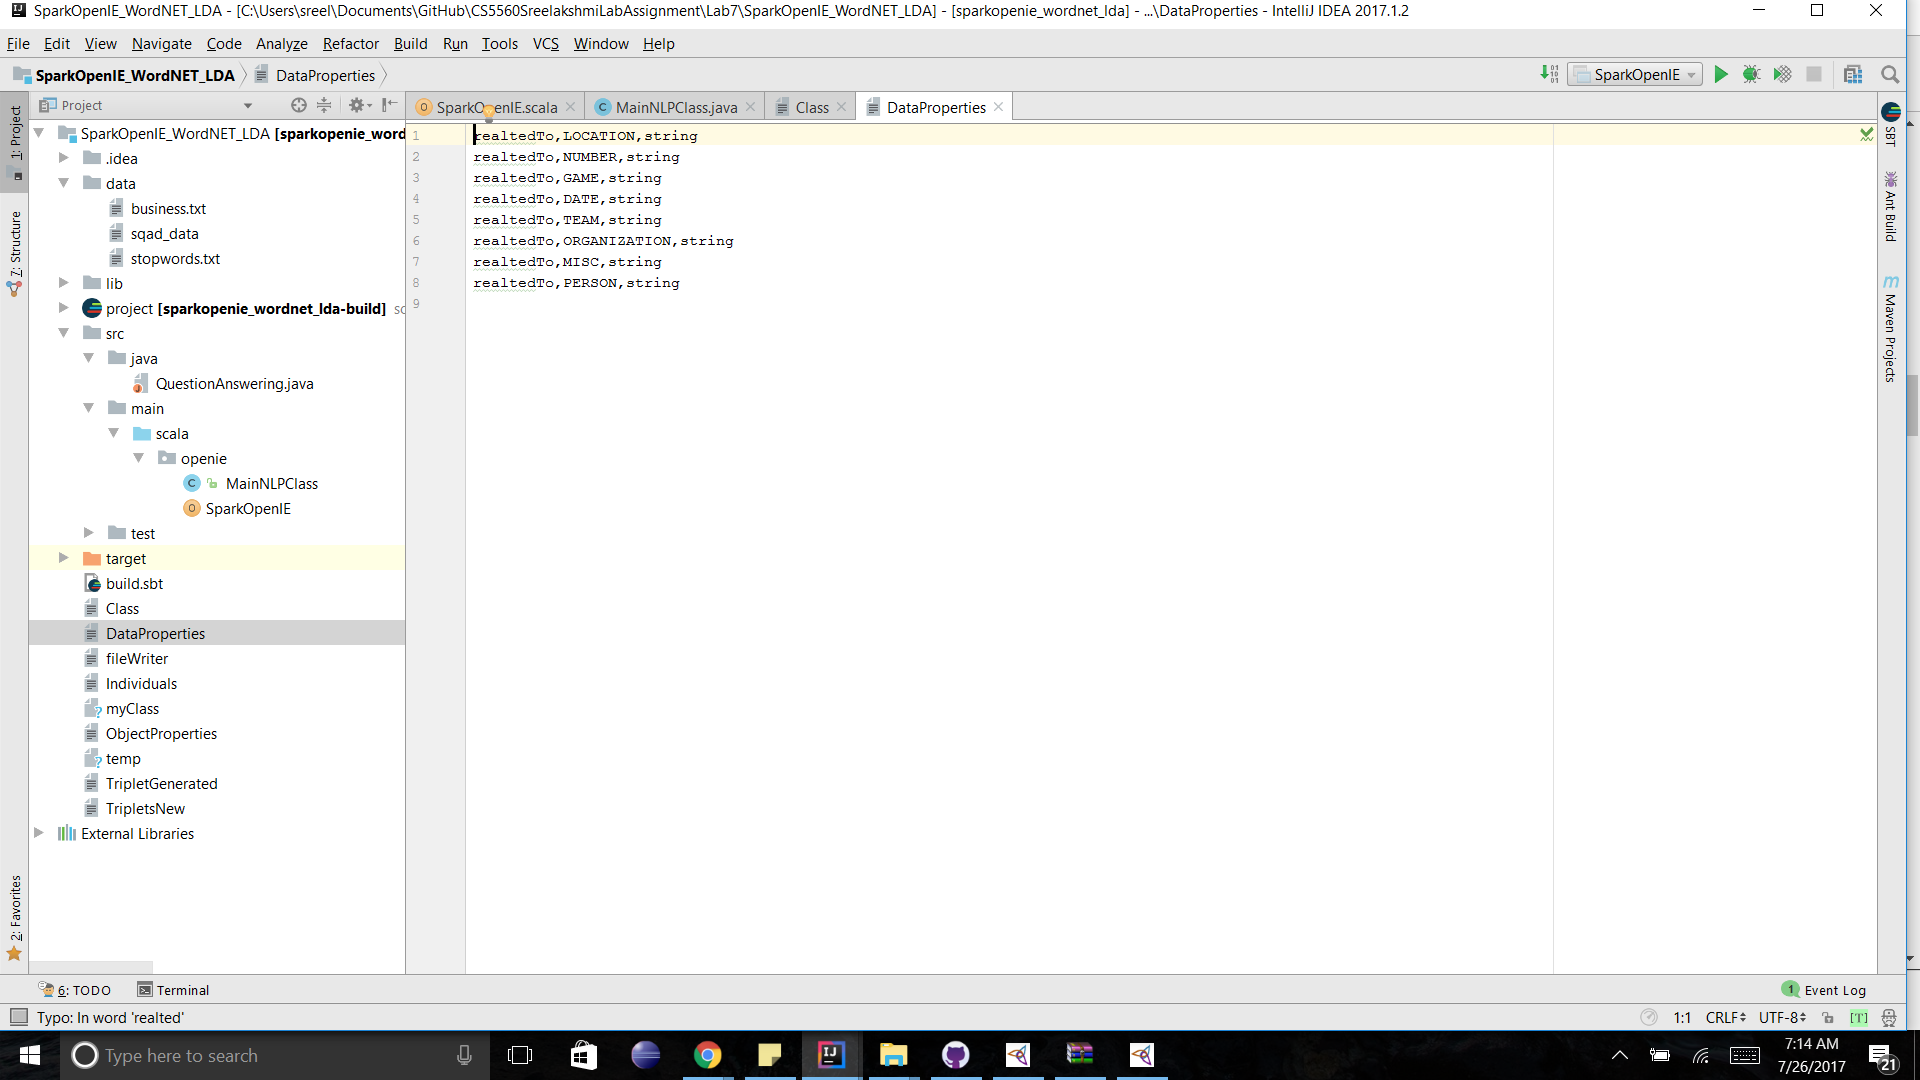 SparkOpenIE_WordNET_LDA - [C:\Users\sreel\Documents\GitHub\CS5560SreelakshmiLabAssignment\Lab7\SparkOpenIE_WordNET_LDA] - [sparkopenie_wordnet_lda] - ...\DataProperties - IntelliJ IDEA 2017.1.2
File Edit View Navigate Code Analyze Refactor Build Run Tools VCS Window Help
SparkOpenIE_WordNET_LDA DataProperties SparkOpenIE
Project SparkOpenIE.scala MainNLPClass.java Class DataProperties
1: Project
7: Structure
2: Favorites
SparkOpenIE_WordNET_LDA [sparkopenie_word
.idea
data
business.txt
sqad_data
stopwords.txt
lib
project [sparkopenie_wordnet_lda-build] sc
src
java
QuestionAnswering.java
main
scala
openie
MainNLPClass
SparkOpenIE
test
target
build.sbt
Class
DataProperties
fileWriter
Individuals
myClass
ObjectProperties
temp
TripletGenerated
TripletsNew
External Libraries
1 realtedTo,LOCATION,string
2 realtedTo,NUMBER,string
3 realtedTo,GAME,string
4 realtedTo,DATE,string
5 realtedTo,TEAM,string
6 realtedTo,ORGANIZATION,string
7 realtedTo,MISC,string
8 realtedTo,PERSON,string
9
SBT
Ant Build
Maven Projects
6: TODO Terminal 1 Event Log
Typo: In word 'realted' 1:1 CRLF UTF-8 [T]
Type here to search
7:14 AM
7/26/2017
21